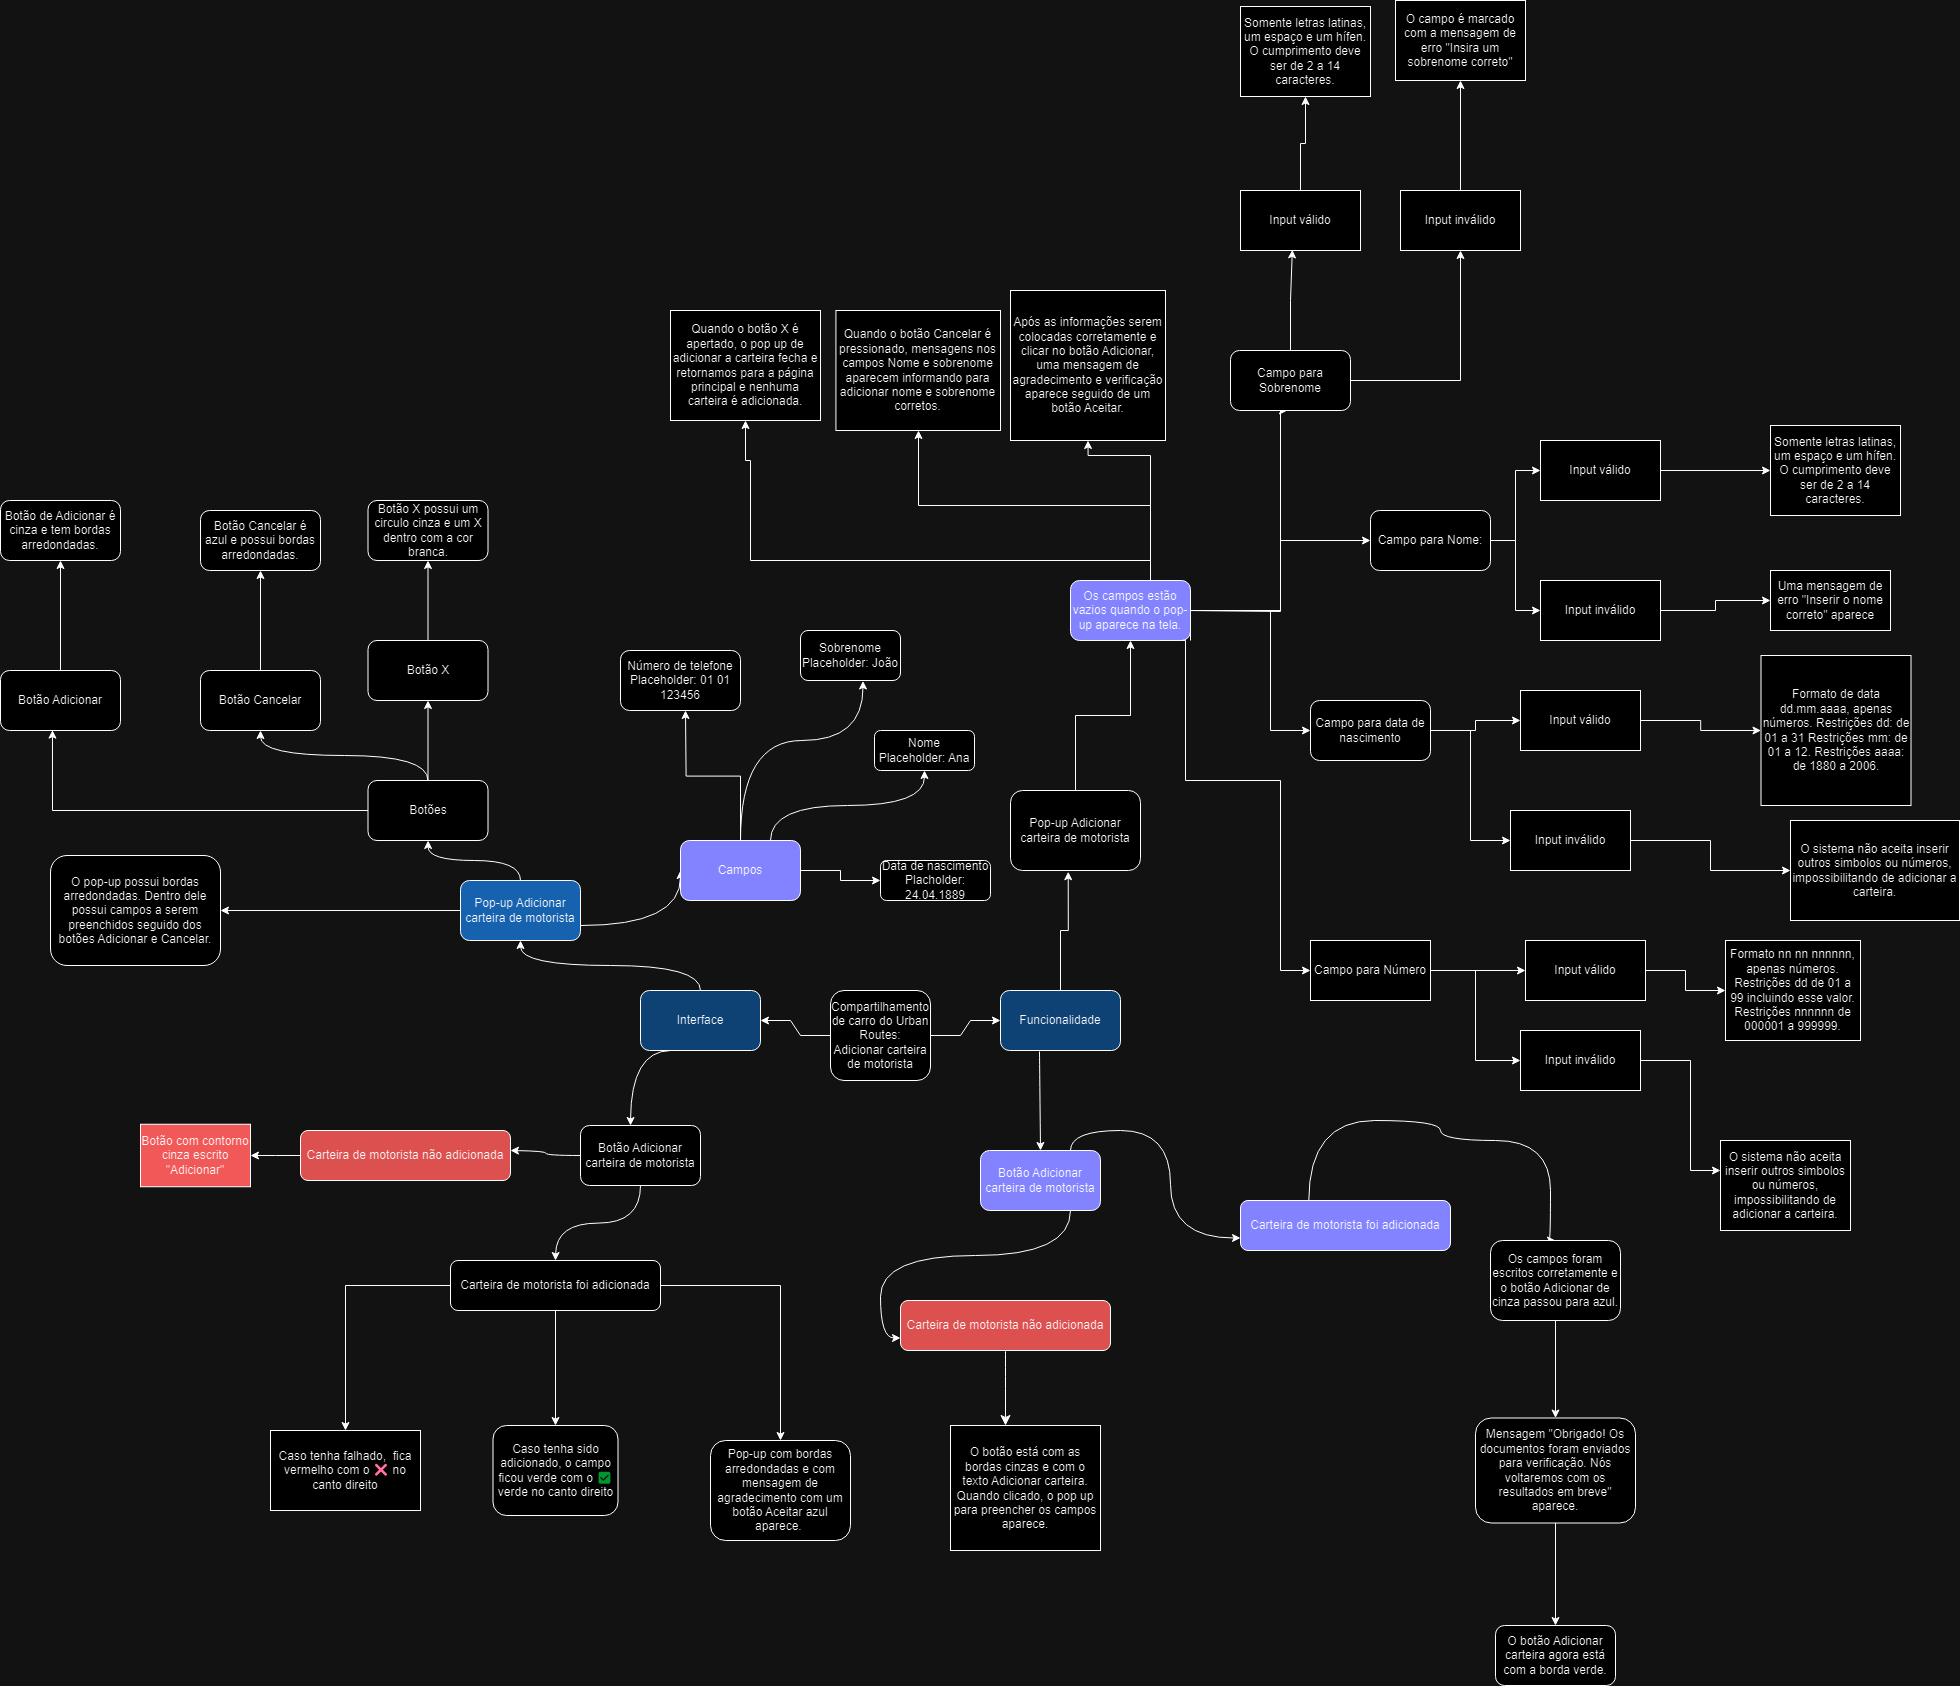 Somente letras latinas,
um espaço e um hífen.
O cumprimento deve
ser de 2 a 14
caracteres.
O campo é marcado
com a mensagem de
erro "Insira um
sobrenome correto"
Input válido
Input inválido
Quando o botão X é
apertado, o pop up de
adicionar a carteira fecha e
retornamos para a página
principal e nenhuma
carteira é adicionada.
Quando o botão Cancelar é
pressionado, mensagens nos
campos Nome e sobrenome
aparecem informando para
adicionar nome e sobrenome
corretos.
Após as informações serem
colocadas corretamente e
clicar no botão Adicionar,
uma mensagem de
agradecimento e verificação
aparece seguido de um
botão Aceitar.
Campo para
Sobrenome
Input válido
Somente letras latinas,
um espaço e um hífen.
O cumprimento deve
ser de 2 a 14
caracteres.
Botão de Adicionar é
cinza e tem bordas
arredondadas.
Botão Cancelar é
azul e possui bordas
arredondadas.
Botão X possui um
circulo cinza e um X
dentro com a cor
branca.
Campo para Nome:
Os campos estão
vazios quando o pop-
up aparece na tela.
Input inválido
Uma mensagem de
erro "Inserir o nome
correto" aparece
Botão Adicionar
Botão Cancelar
Botão X
Número de telefone
Placeholder: 01 01
123456
Sobrenome
Placeholder: João
Nome
Placeholder: Ana
Campo para data de
nascimento
Input válido
Formato de data
dd.mm.aaaa, apenas
números. Restrições dd: de
01 a 31 Restrições mm: de
01 a 12. Restrições aaaa:
de 1880 a 2006.
Botões
Campos
Data de nascimento
Placholder:
24.04.1889
Pop-up Adicionar
carteira de motorista
Input inválido
O sistema não aceita inserir
outros simbolos ou números,
impossibilitando de adicionar a
carteira.
O pop-up possui bordas
arredondadas. Dentro dele
possui campos a serem
preenchidos seguido dos
botões Adicionar e Cancelar.
Pop-up Adicionar
carteira de motorista
Interface
Compartilhamento
de carro do Urban
Routes:
Adicionar carteira
de motorista
Funcionalidade
Campo para Número
Input válido
Formato nn nn nnnnnn,
apenas números.
Restrições dd de 01 a
99 incluindo esse valor.
Restrições nnnnnn de
000001 a 999999.
Input inválido
O sistema não aceita
inserir outros simbolos
ou números,
impossibilitando de
adicionar a carteira.
Botão com contorno
cinza escrito
"Adicionar"
Carteira de motorista não adicionada
Botão Adicionar
carteira de motorista
Botão Adicionar
carteira de motorista
Carteira de motorista foi adicionada
Carteira de motorista foi adicionada
Carteira de motorista não adicionada
Os campos foram
escritos corretamente e
o botão Adicionar de
cinza passou para azul.
Caso tenha falhado, fica
vermelho com o ❌ no
canto direito
Caso tenha sido
adicionado, o campo
ficou verde com o ✅
verde no canto direito
Pop-up com bordas
arredondadas e com
mensagem de
agradecimento com um
botão Aceitar azul
aparece.
O botão está com as
bordas cinzas e com o
texto Adicionar carteira.
Quando clicado, o pop up
para preencher os campos
aparece.
Mensagem "Obrigado! Os
documentos foram enviados
para verificação. Nós
voltaremos com os
resultados em breve"
aparece.
O botão Adicionar
carteira agora está
com a borda verde.